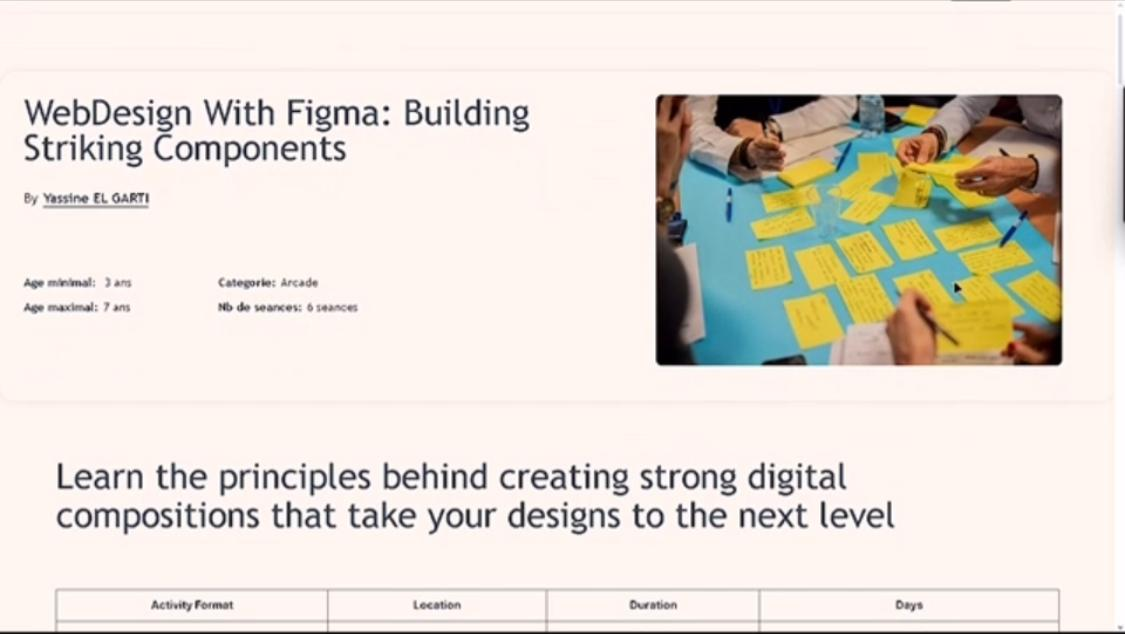 WebDesign With Figma: Building
Striking Components
By Yassine EL GARTI
Age minimal: 3 ans
Categorie: Arcade
Age maximal: 7 ans
Nb de seances: 6 seances
Learn the principles behind creating strong digital
compositions that take your designs to the next level
Activity Format
Location
Duration
Days